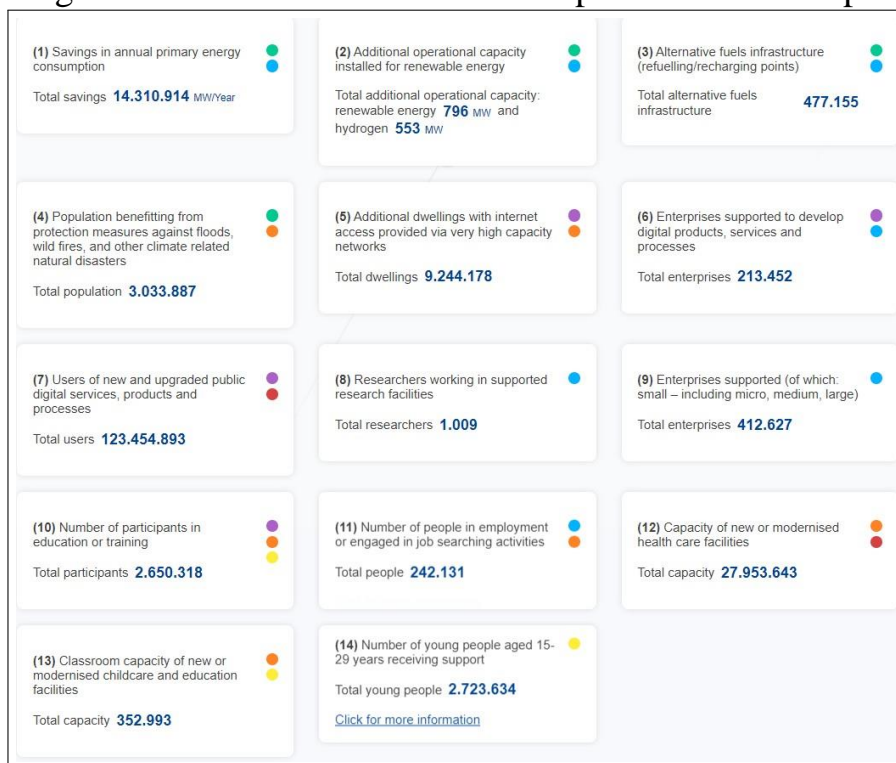 (1) Savings in annual primary energy
consumption
Total savings 14.310.914 MW/Year
(2) Additional operational capacity
installed for renewable energy
Total additional operational capacity:
renewable energy 796 MW and
hydrogen 553 MW
(3) Alternative fuels infrastructure
(refuelling/recharging points)
Total alternative fuels
infrastructure
477.155
(4) Population benefitting from
protection measures against floods,
wild fires, and other climate related
natural disasters
Total population 3.033.887
(5) Additional dwellings with internet
access provided via very high capacity
networks
Total dwellings 9.244.178
(6) Enterprises supported to develop
digital products, services and
processes
Total enterprises 213.452
(7) Users of new and upgraded public
digital services, products and
processes
Total users 123.454.893
(8) Researchers working in supported
research facilities
Total researchers 1.009
(9) Enterprises supported (of which:
small – including micro, medium, large)
Total enterprises 412.627
(10) Number of participants in
education or training
Total participants 2.650.318
(11) Number of people in employment
or engaged in job searching activities
Total people 242.131
(12) Capacity of new or modernised
health care facilities
Total capacity 27.953.643
(13) Classroom capacity of new or
modernised childcare and education
facilities
Total capacity 352.993
(14) Number of young people aged 15-
29 years receiving support
Total young people 2.723.634
Click for more information